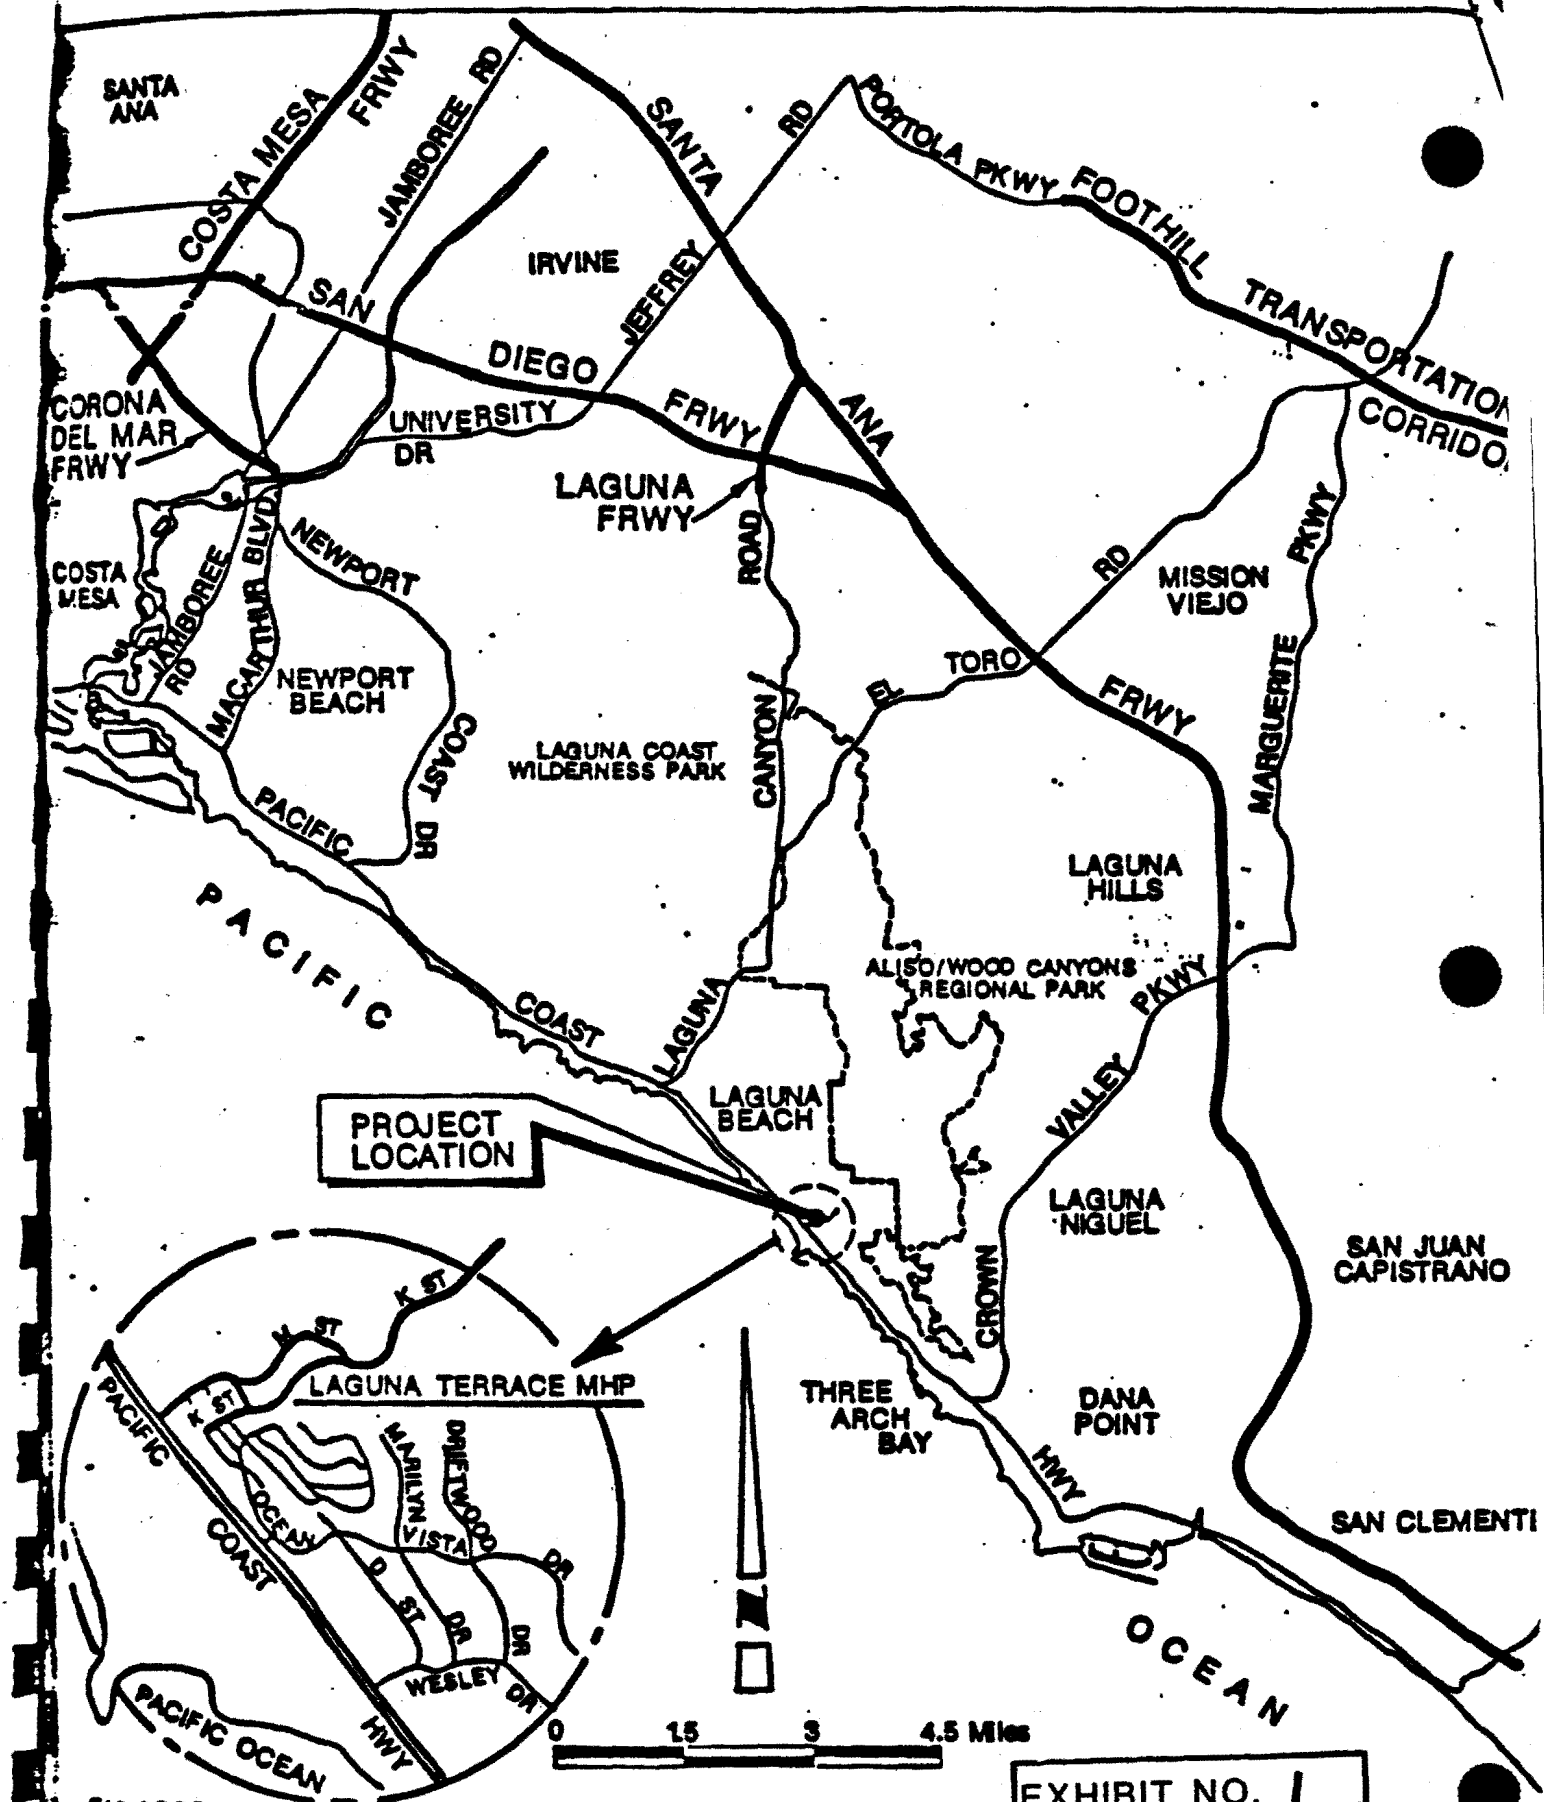 SANTA
ANA
COSTA MESA
FRWY
JAMBOREE RD
SANTA
ANA
FRWY
RD
JEFFREY
PORTOLA PKWY
FOOTHILL
TRANSPORTATION
CORRIDO
IRVINE
SAN
DIEGO
FRWY
CORONA
DEL MAR
FRWY
UNIVERSITY
DR
LAGUNA
FRWY
COSTA
MESA
JAMBOREE
RD
MACARTHUR BLVD
NEWPORT
COAST
DR
NEWPORT
BEACH
LAGUNA COAST
WILDERNESS PARK
ROAD
CANYON
LAGUNA
EL
TORO
RD
MISSION
VIEJO
PKWY
MARGUERITE
LAGUNA
HILLS
PACIFIC
COAST
HWY
PACIFIC
OCEAN
ALISO/WOOD CANYONS
REGIONAL PARK
PKWY
VALLEY
CROWN
LAGUNA
BEACH
PROJECT
LOCATION
LAGUNA
NIGUEL
SAN JUAN
CAPISTRANO
THREE
ARCH
BAY
DANA
POINT
SAN CLEMENTE
K ST
ST
K ST
LAGUNA TERRACE MHP
PACIFIC
COAST
HWY
MARILYN
DR
DRIFTWOOD
DR
OCEAN
VISTA
DR
D
ST
WESLEY
DR
PACIFIC OCEAN
N
0 1.5 3 4.5 Miles
EXHIBIT NO. 1